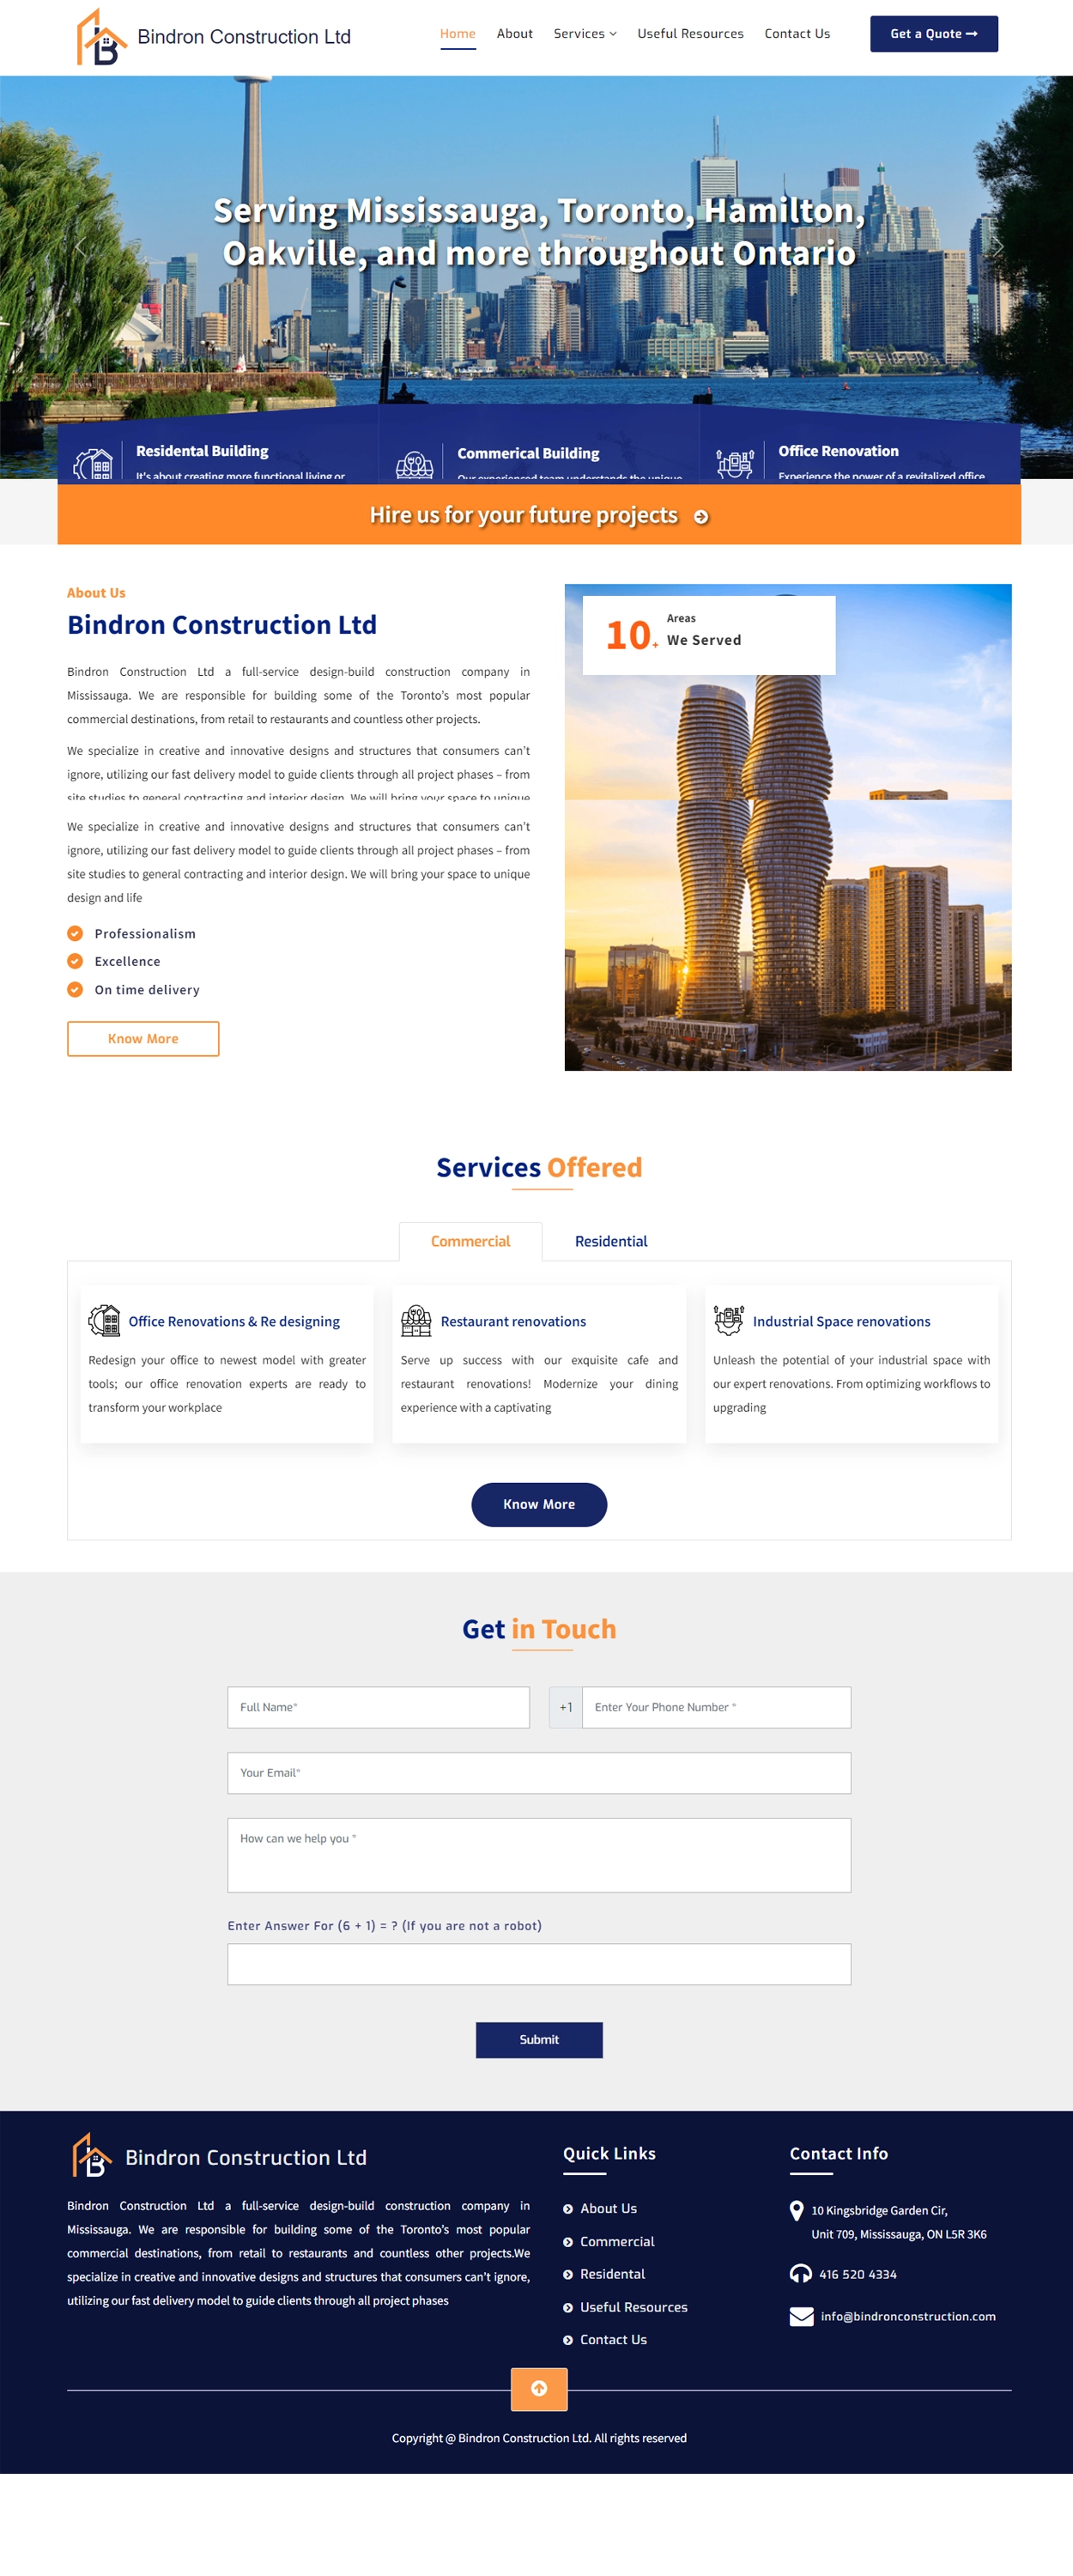 Bindron Construction Ltd
Home About Services Useful Resources Contact Us
Get a Quote
Serving Mississauga, Toronto, Hamilton,
Oakville, and more throughout Ontario
Residental Building
It's about creating more functional living or
Commerical Building
Our experienced team understands the unique
Office Renovation
Experience the power of a revitalized office
Hire us for your future projects
About Us
Bindron Construction Ltd
Bindron Construction Ltd a full-service design-build construction company in
Mississauga. We are responsible for building some of the Toronto's most popular
commercial destinations, from retail to restaurants and countless other projects.
We specialize in creative and innovative designs and structures that consumers can't
ignore, utilizing our fast delivery model to guide clients through all project phases – from
site studies to general contracting and interior design. We will bring your space to unique
We specialize in creative and innovative designs and structures that consumers can't
ignore, utilizing our fast delivery model to guide clients through all project phases – from
site studies to general contracting and interior design. We will bring your space to unique
design and life
Professionalism
Excellence
On time delivery
Know More
10+
Areas
We Served
Services Offered
Commercial Residential
Office Renovations & Re designing
Redesign your office to newest model with greater
tools; our office renovation experts are ready to
transform your workplace
Restaurant renovations
Serve up success with our exquisite cafe and
restaurant renovations! Modernize your dining
experience with a captivating
Industrial Space renovations
Unleash the potential of your industrial space with
our expert renovations. From optimizing workflows to
upgrading
Know More
Get in Touch
Full Name*
+1 Enter Your Phone Number *
Your Email*
How can we help you *
Enter Answer For (6 + 1) = ? (If you are not a robot)
Submit
Bindron Construction Ltd
Bindron Construction Ltd a full-service design-build construction company in
Mississauga. We are responsible for building some of the Toronto's most popular
commercial destinations, from retail to restaurants and countless other projects.We
specialize in creative and innovative designs and structures that consumers can't ignore,
utilizing our fast delivery model to guide clients through all project phases
Quick Links
About Us
Commercial
Residental
Useful Resources
Contact Us
Contact Info
10 Kingsbridge Garden Cir,
Unit 709, Mississauga, ON L5R 3K6
416 520 4334
info@bindronconstruction.com
Copyright @ Bindron Construction Ltd. All rights reserved